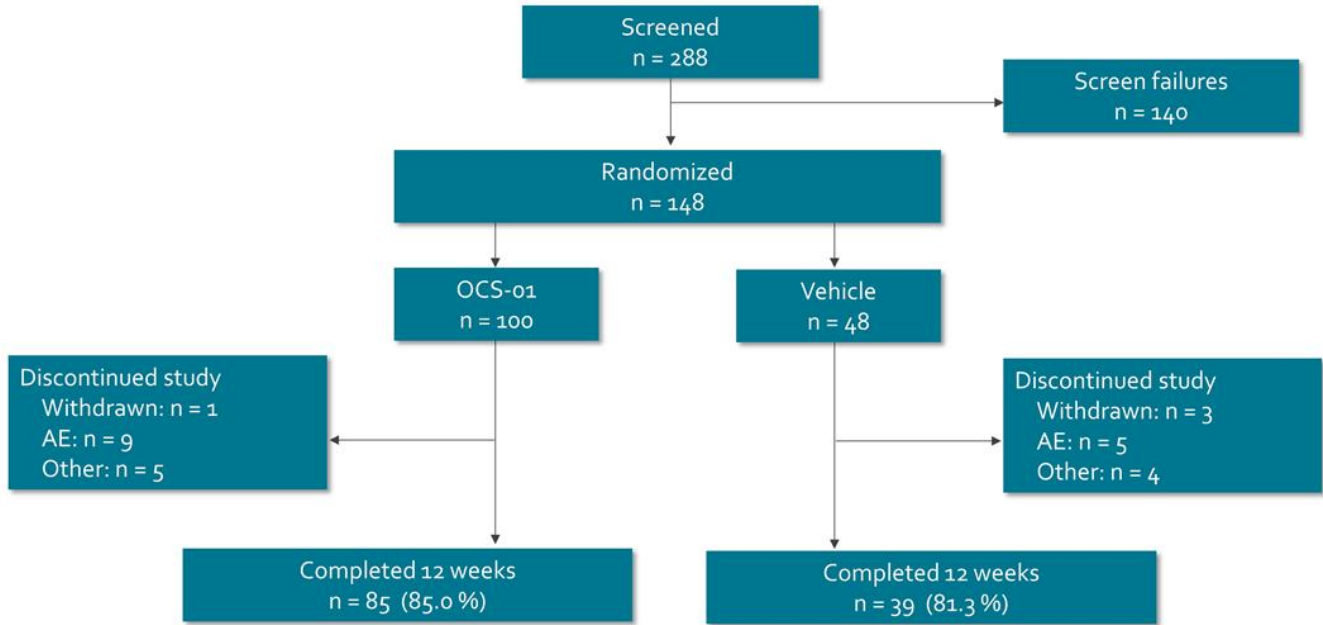 Screened
n = 288
Screen failures
n = 140
Randomized
n = 148
OCS-01
n = 100
Vehicle
n = 48
Discontinued study
Withdrawn: n = 1
AE: n = 9
Other: n = 5
Discontinued study
Withdrawn: n = 3
AE: n = 5
Other: n = 4
Completed 12 weeks
n = 85 (85.0 %)
Completed 12 weeks
n = 39 (81.3 %)